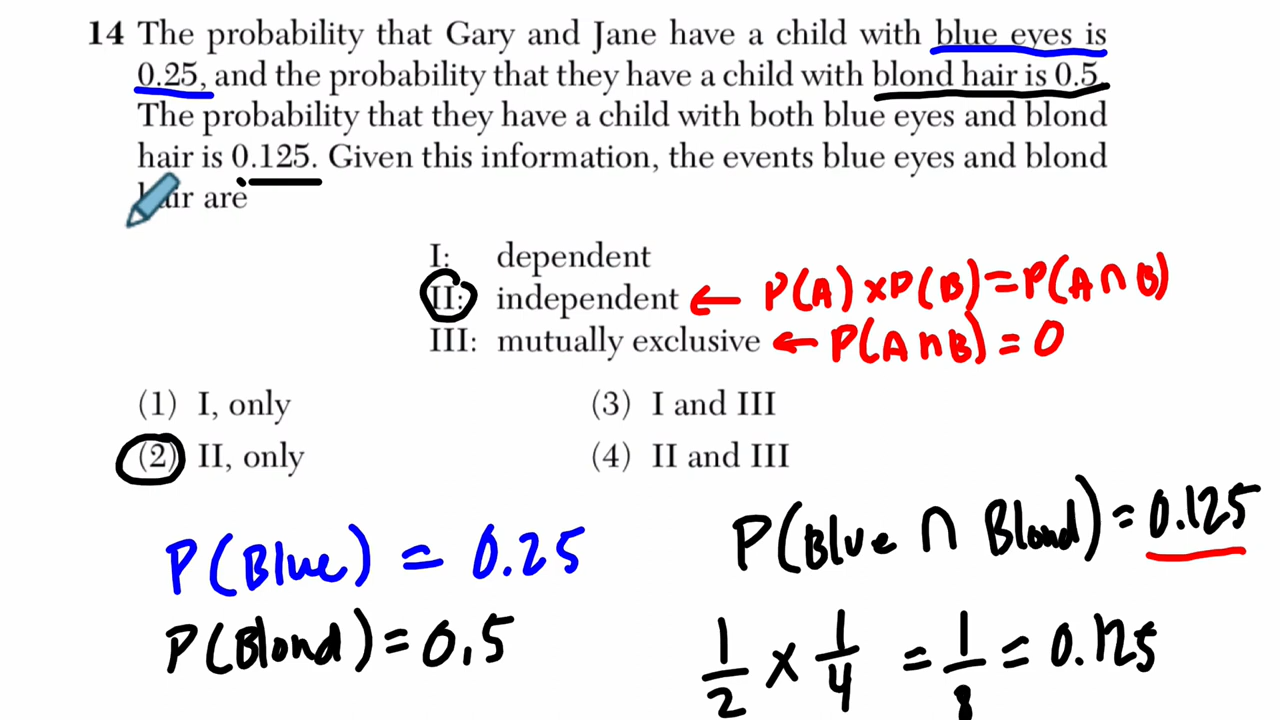 14 The probability that Gary and Jane have a child with blue eyes is
0.25, and the probability that they have a child with blond hair is 0.5.
The probability that they have a child with both blue eyes and blond
hair is 0.125. Given this information, the events blue eyes and blond
hair are
I: dependent
II: independent ← P(A) × P(B) = P(A ∩ B)
III: mutually exclusive ← P(A ∩ B) = 0
(1) I, only (3) I and III
(2) II, only (4) II and III
P(Blue) = 0.25
P(Blue ∩ Blond) = 0.125
P(Blond) = 0.5
1/2 × 1/4 = 1/8 = 0.125